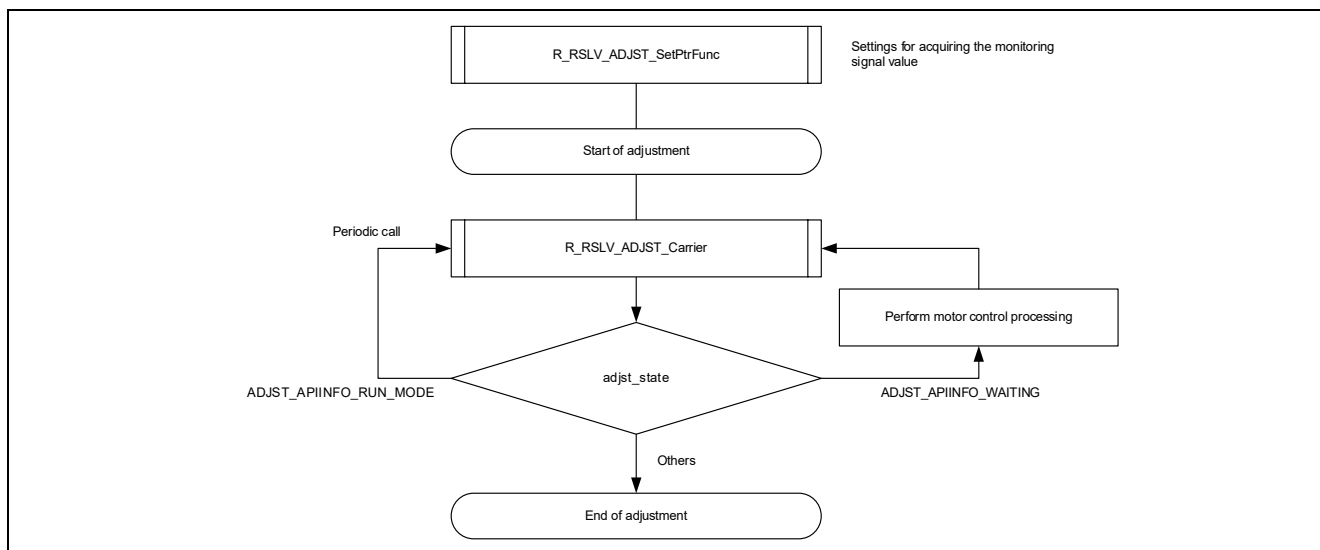 R_RSLV_ADJST_SetPtrFunc
Settings for acquiring the monitoring
signal value
Start of adjustment
Periodic call
R_RSLV_ADJST_Carrier
Perform motor control processing
adjst_state
ADJST_APIINFO_RUN_MODE
ADJST_APIINFO_WAITING
Others
End of adjustment